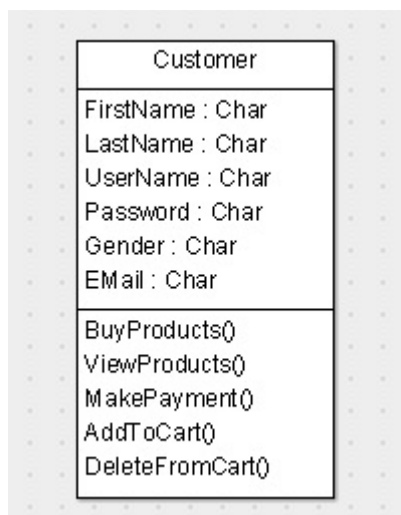 Customer
FirstName : Char
LastName : Char
UserName : Char
Password : Char
Gender : Char
EMail : Char
BuyProducts()
ViewProducts()
MakePayment()
AddToCart()
DeleteFromCart()